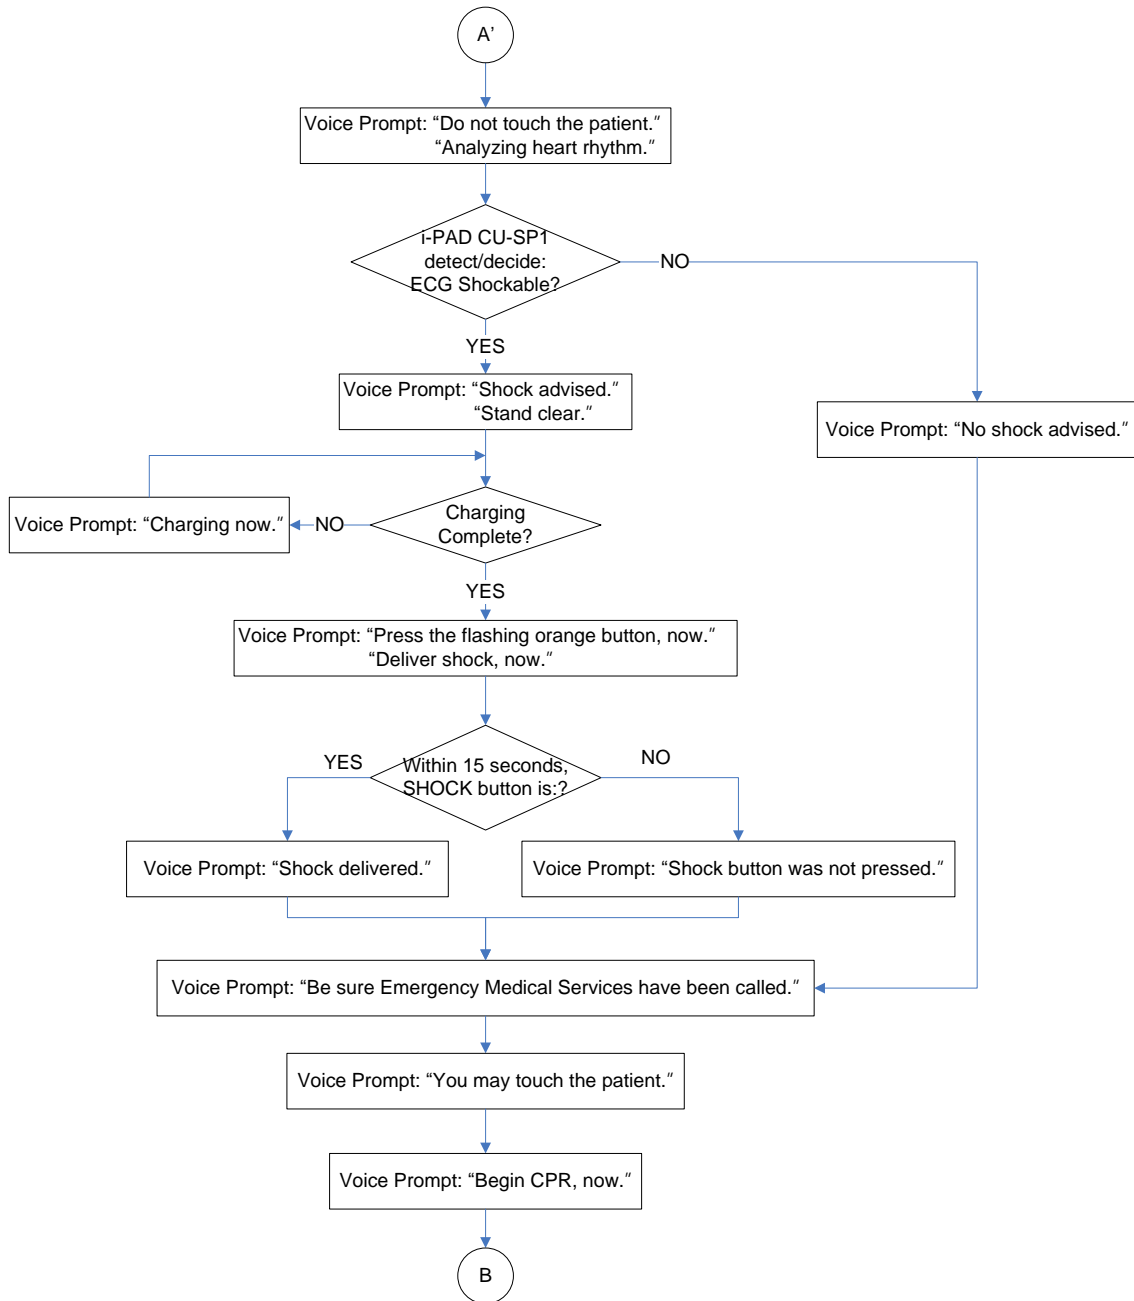 A'
Voice Prompt: “Do not touch the patient.”
“Analyzing heart rhythm.”
i-PAD CU-SP1
detect/decide:
ECG Shockable?
NO
YES
Voice Prompt: “Shock advised.”
“Stand clear.”
Voice Prompt: “No shock advised.”
Voice Prompt: “Charging now.”
NO
Charging
Complete?
YES
Voice Prompt: “Press the flashing orange button, now.”
“Deliver shock, now.”
YES
Within 15 seconds,
SHOCK button is:?
NO
Voice Prompt: “Shock delivered.”
Voice Prompt: “Shock button was not pressed.”
Voice Prompt: “Be sure Emergency Medical Services have been called.”
Voice Prompt: “You may touch the patient.”
Voice Prompt: “Begin CPR, now.”
B